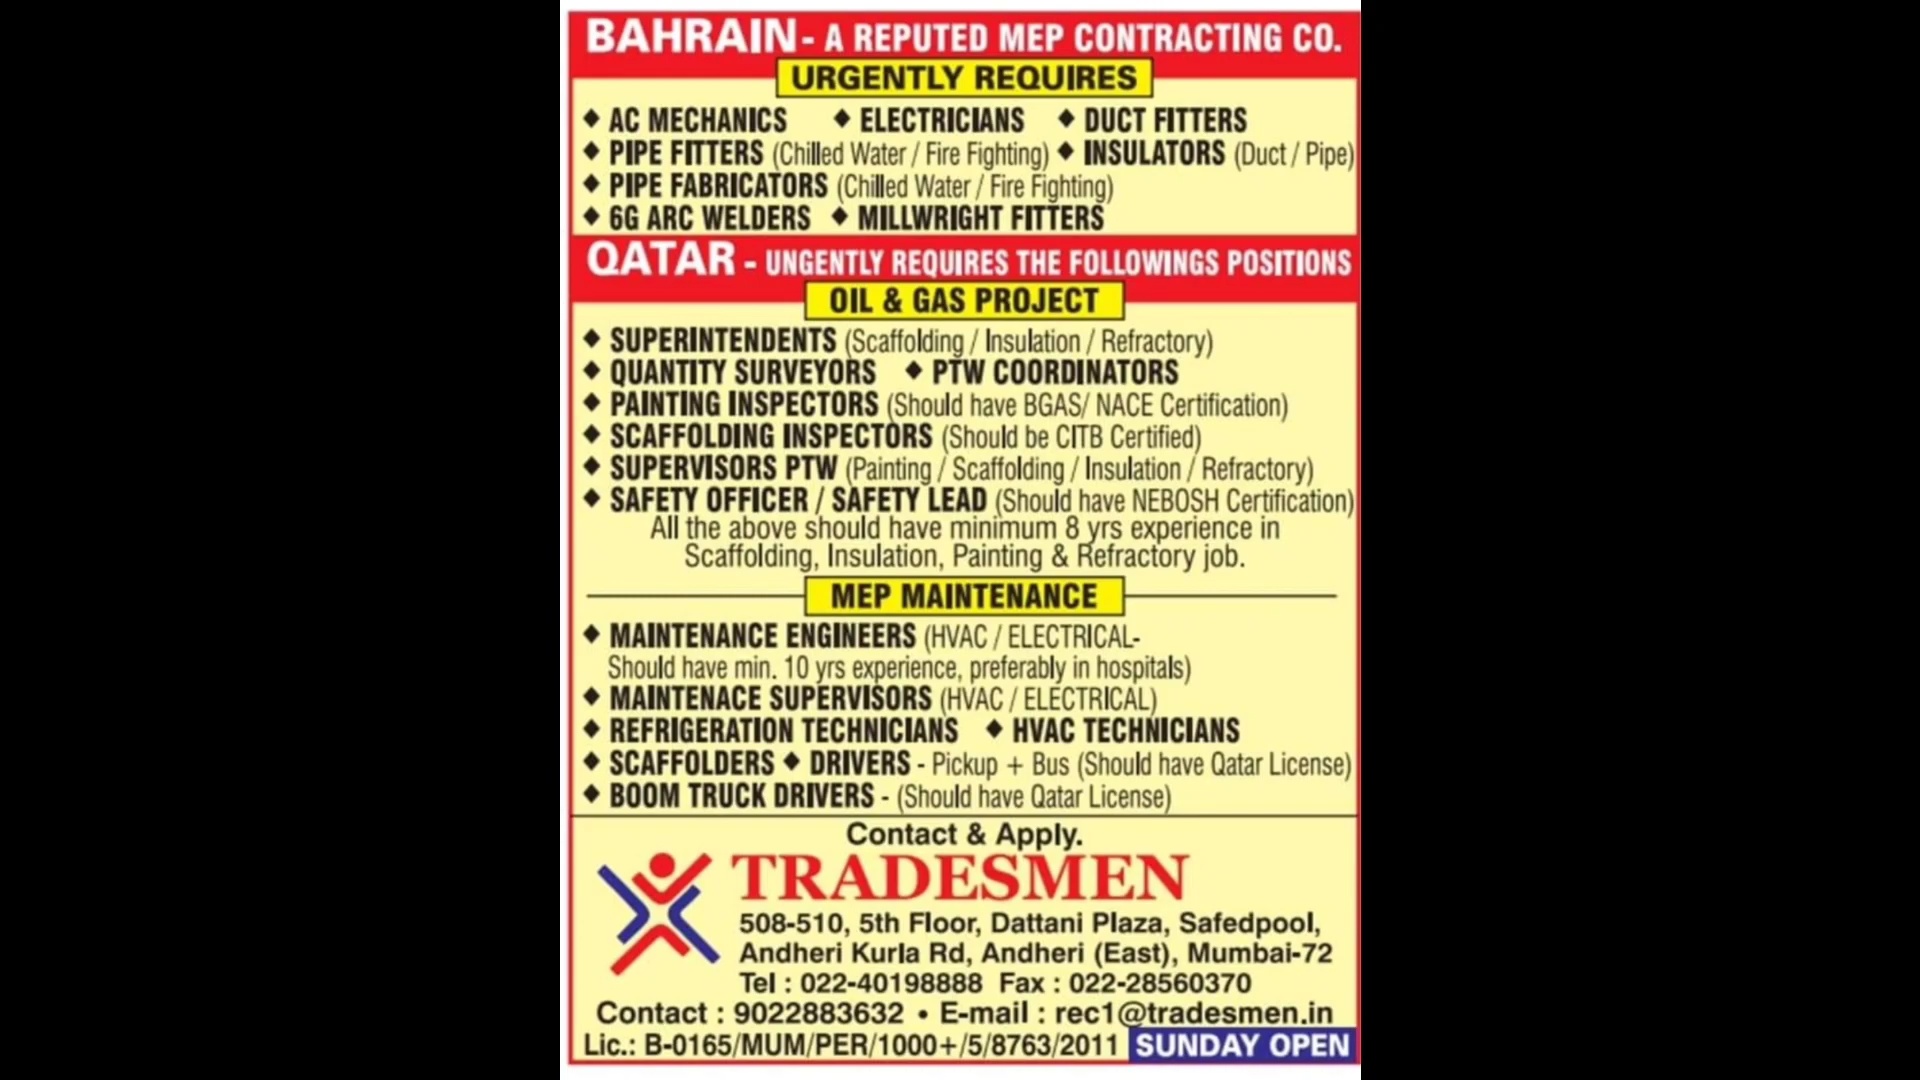 BAHRAIN - A REPUTED MEP CONTRACTING CO.
URGENTLY REQUIRES
◆ AC MECHANICS ◆ ELECTRICIANS ◆ DUCT FITTERS
◆ PIPE FITTERS (Chilled Water / Fire Fighting) ◆ INSULATORS (Duct / Pipe)
◆ PIPE FABRICATORS (Chilled Water / Fire Fighting)
◆ 6G ARC WELDERS ◆ MILLWRIGHT FITTERS
QATAR - UNGENTLY REQUIRES THE FOLLOWINGS POSITIONS
OIL & GAS PROJECT
◆ SUPERINTENDENTS (Scaffolding / Insulation / Refractory)
◆ QUANTITY SURVEYORS ◆ PTW COORDINATORS
◆ PAINTING INSPECTORS (Should have BGAS/ NACE Certification)
◆ SCAFFOLDING INSPECTORS (Should be CITB Certified)
◆ SUPERVISORS PTW (Painting / Scaffolding / Insulation / Refractory)
◆ SAFETY OFFICER / SAFETY LEAD (Should have NEBOSH Certification)
All the above should have minimum 8 yrs experience in
Scaffolding, Insulation, Painting & Refractory job.
MEP MAINTENANCE
◆ MAINTENANCE ENGINEERS (HVAC / ELECTRICAL-
Should have min. 10 yrs experience, preferably in hospitals)
◆ MAINTENACE SUPERVISORS (HVAC / ELECTRICAL)
◆ REFRIGERATION TECHNICIANS ◆ HVAC TECHNICIANS
◆ SCAFFOLDERS ◆ DRIVERS - Pickup + Bus (Should have Qatar License)
◆ BOOM TRUCK DRIVERS - (Should have Qatar License)
Contact & Apply.
TRADESMEN
508-510, 5th Floor, Dattani Plaza, Safedpool,
Andheri Kurla Rd, Andheri (East), Mumbai-72
Tel : 022-40198888 Fax : 022-28560370
Contact : 9022883632 • E-mail : rec1@tradesmen.in
Lic.: B-0165/MUM/PER/1000+/5/8763/2011 SUNDAY OPEN